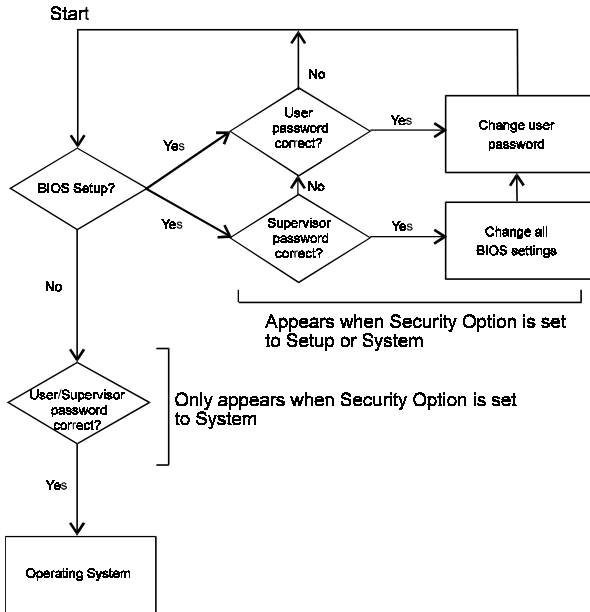 Start
No
User
password
correct?
Yes
Yes
Change user
password
BIOS Setup?
No
Yes
Supervisor
password
correct?
Yes
Change all
BIOS settings
No
Appears when Security Option is set
to Setup or System
User/Supervisor
password
correct?
Only appears when Security Option is set
to System
Yes
Operating System